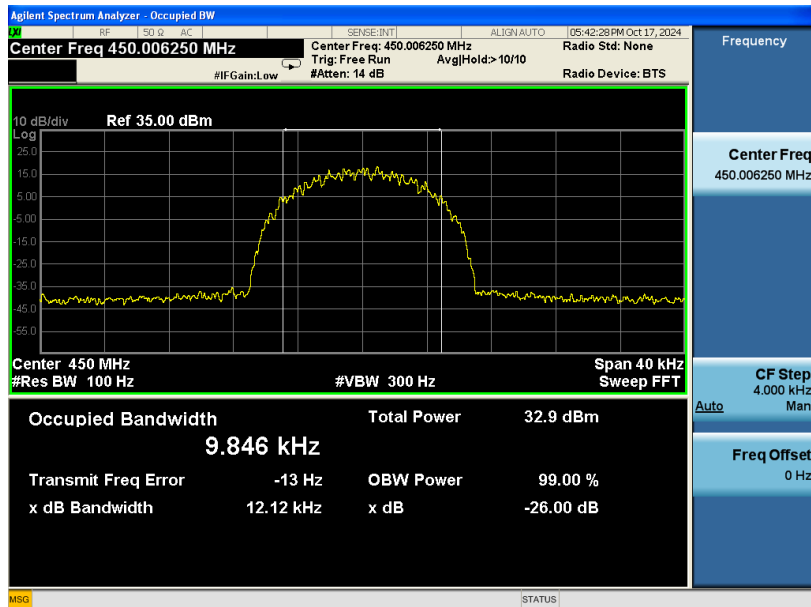 Agilent Spectrum Analyzer - Occupied BW
LXI RF 50 Ω AC SENSE:INT ALIGN AUTO 05:42:28 PM Oct 17, 2024
Center Freq 450.006250 MHz
Center Freq: 450.006250 MHz
Radio Std: None
Trig: Free Run Avg|Hold:>10/10
#IFGain:Low #Atten: 14 dB
Radio Device: BTS
10 dB/div Ref 35.00 dBm
Log
25.0
15.0
5.00
-5.00
-15.0
-25.0
-35.0
-45.0
-55.0
Center 450 MHz Span 40 kHz
#Res BW 100 Hz #VBW 300 Hz Sweep FFT
Occupied Bandwidth Total Power 32.9 dBm
9.846 kHz
Transmit Freq Error -13 Hz OBW Power 99.00 %
x dB Bandwidth 12.12 kHz x dB -26.00 dB
Frequency
Center Freq
450.006250 MHz
CF Step
4.000 kHz
Auto Man
Freq Offset
0 Hz
MSG STATUS